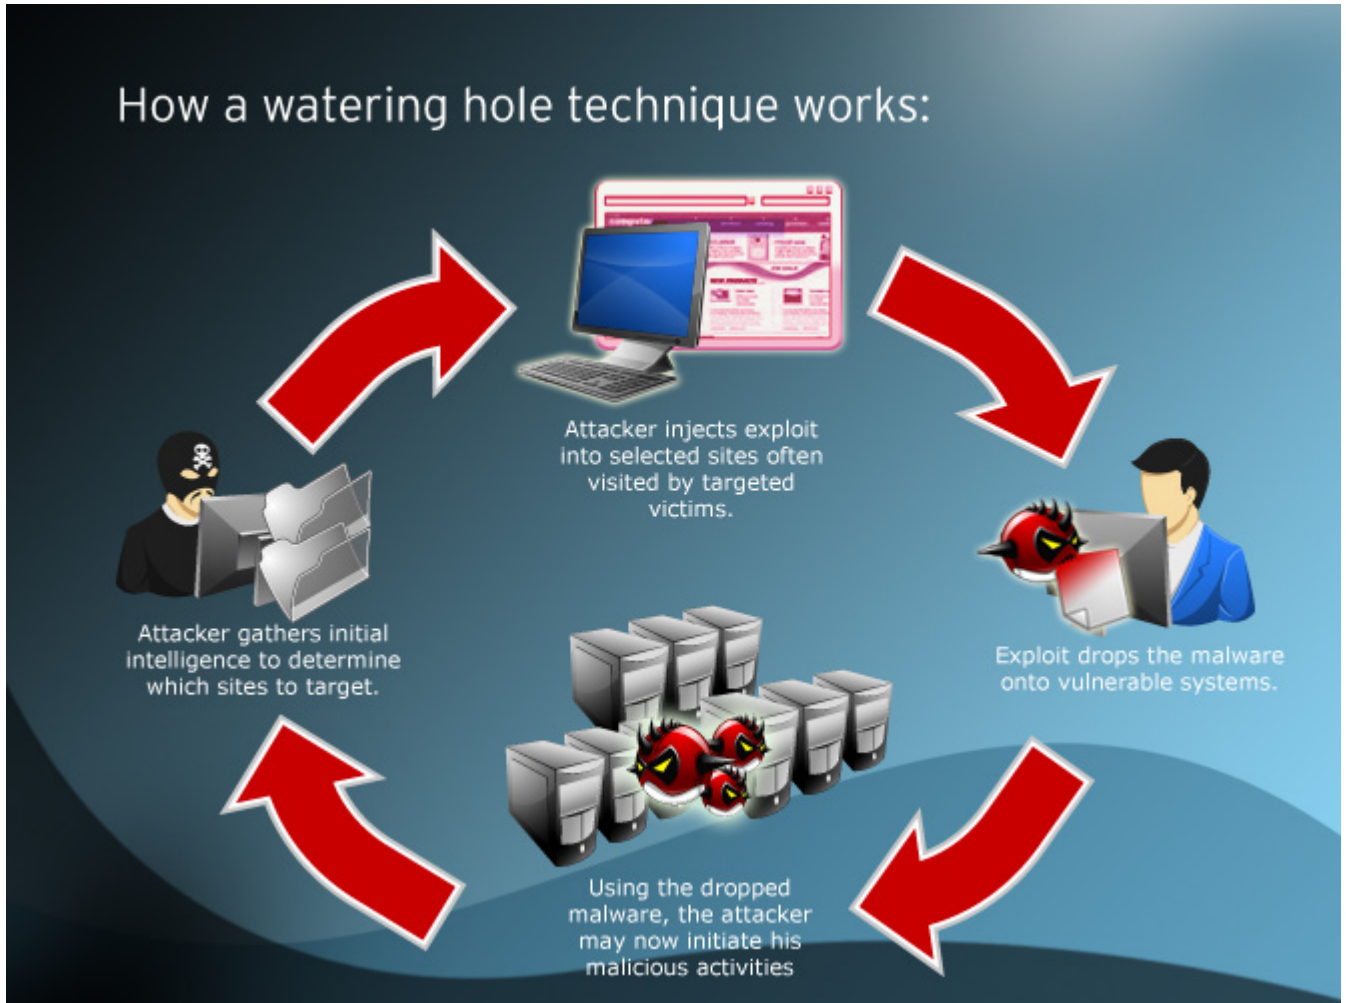 How a watering hole technique works:
Attacker injects exploit
into selected sites often
visited by targeted
victims.
Attacker gathers initial
intelligence to determine
which sites to target.
Exploit drops the malware
onto vulnerable systems.
Using the dropped
malware, the attacker
may now initiate his
malicious activities